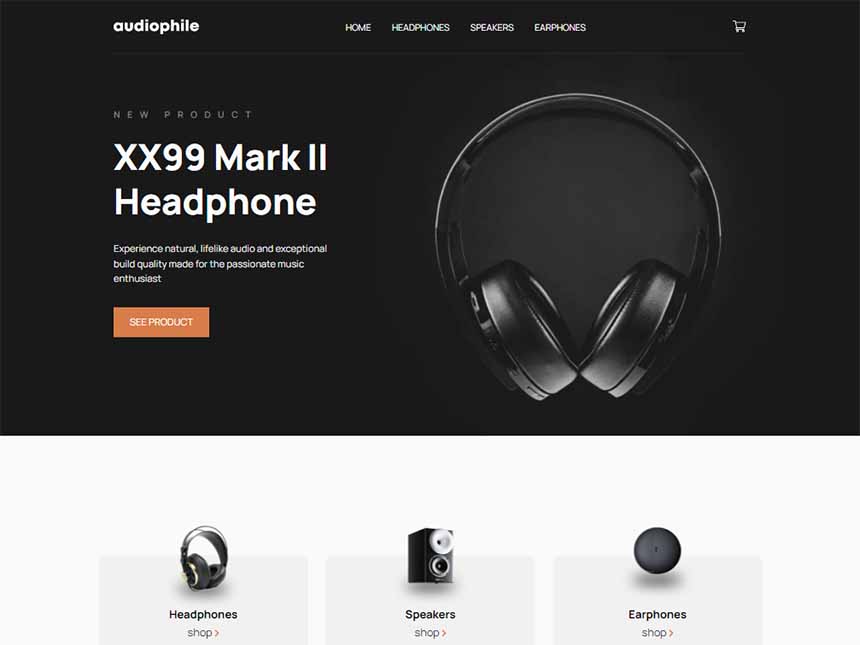 audiophile
HOME HEADPHONES SPEAKERS EARPHONES
NEW PRODUCT
XX99 Mark II
Headphone
Experience natural, lifelike audio and exceptional
build quality made for the passionate music
enthusiast
SEE PRODUCT
Headphones
shop >
Speakers
shop >
Earphones
shop >